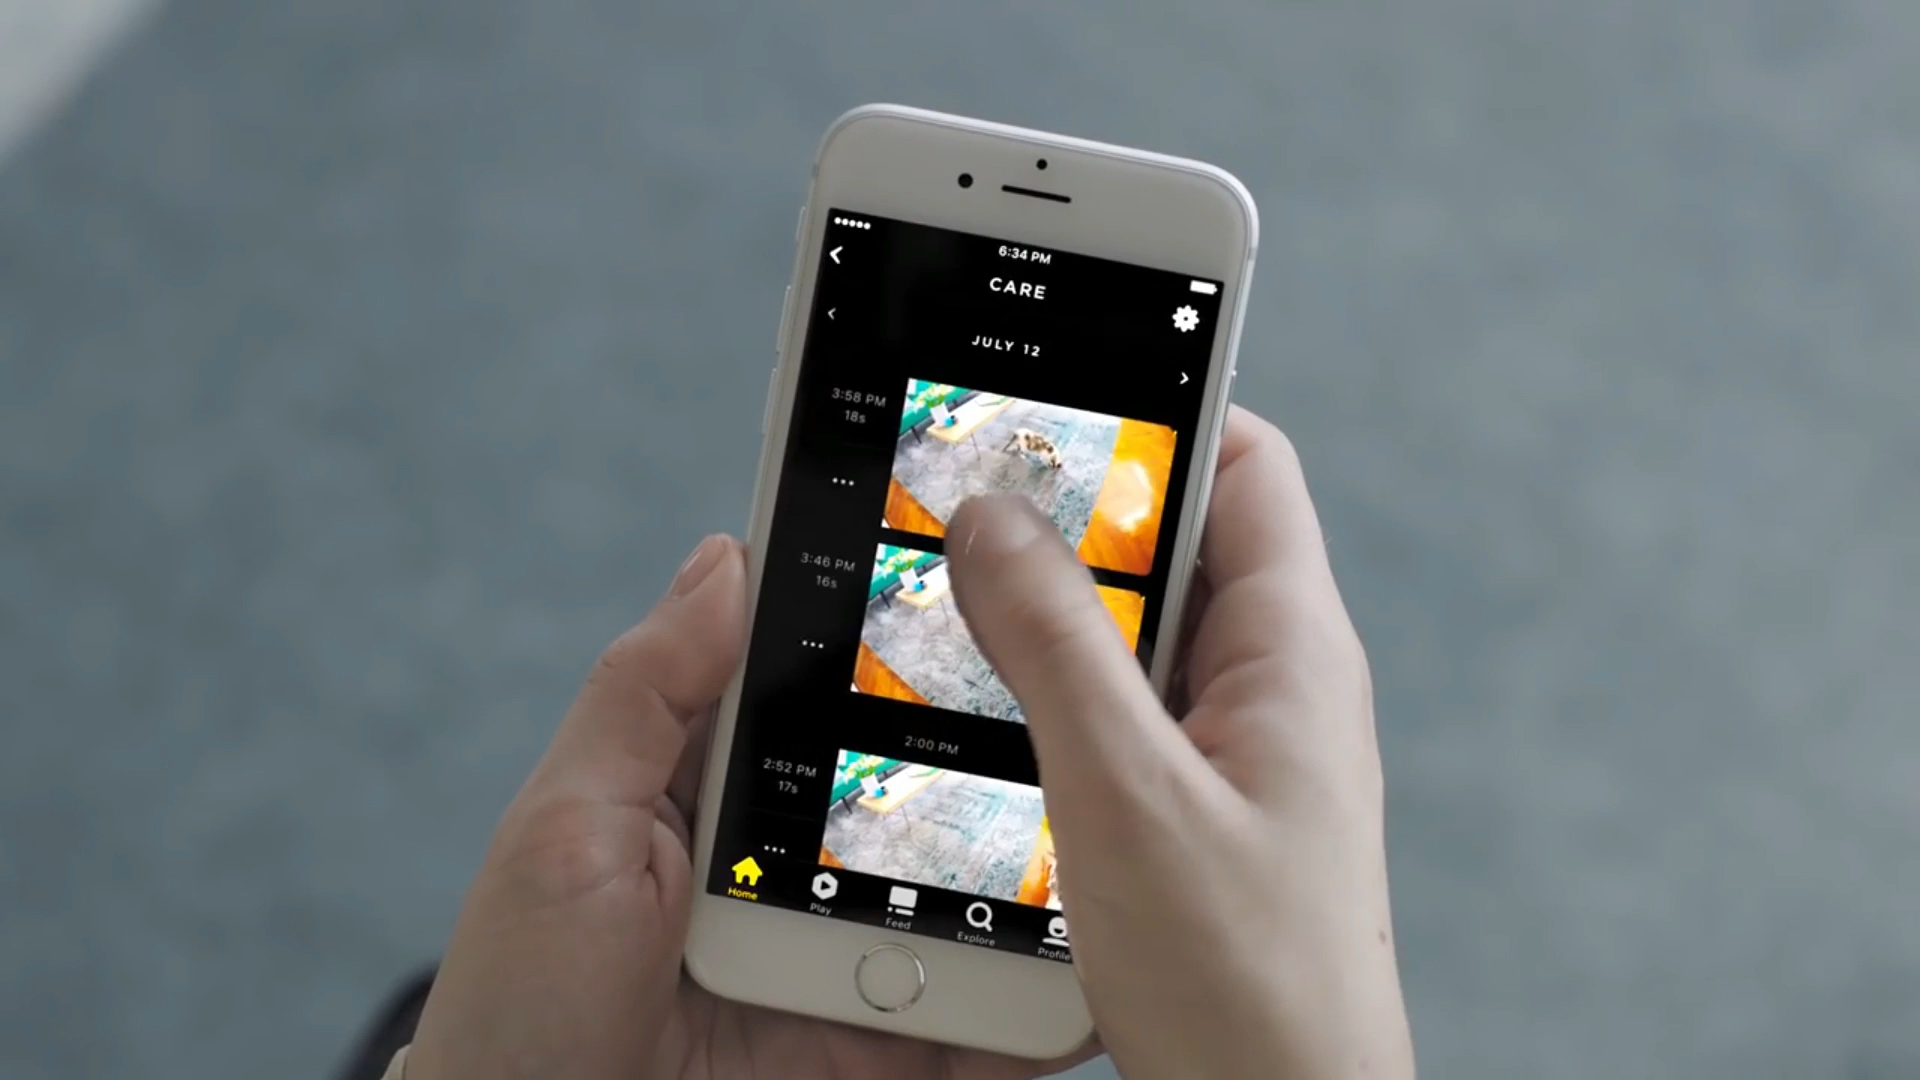 6:34 PM
CARE
JULY 12
3:58 PM
18s
3:46 PM
16s
2:00 PM
2:52 PM
17s
Home
Play
Feed
Explore
Profile